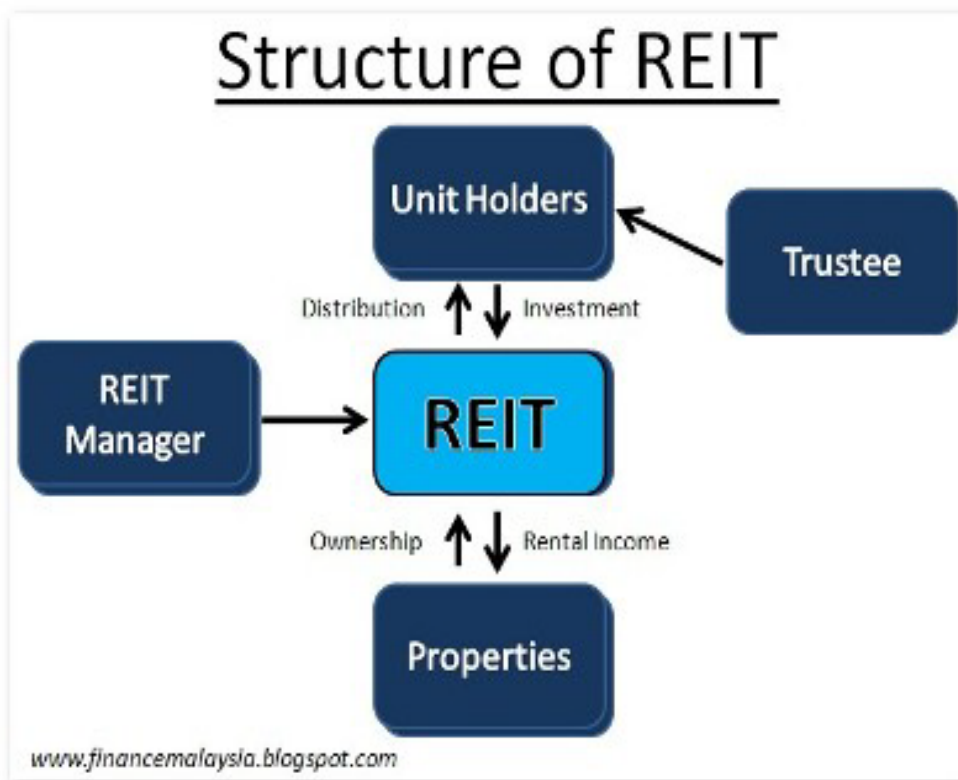 Structure of REIT
Unit Holders
Trustee
Distribution
Investment
REIT
Manager
REIT
Ownership
Rental Income
Properties
www.financemalaysia.blogspot.com